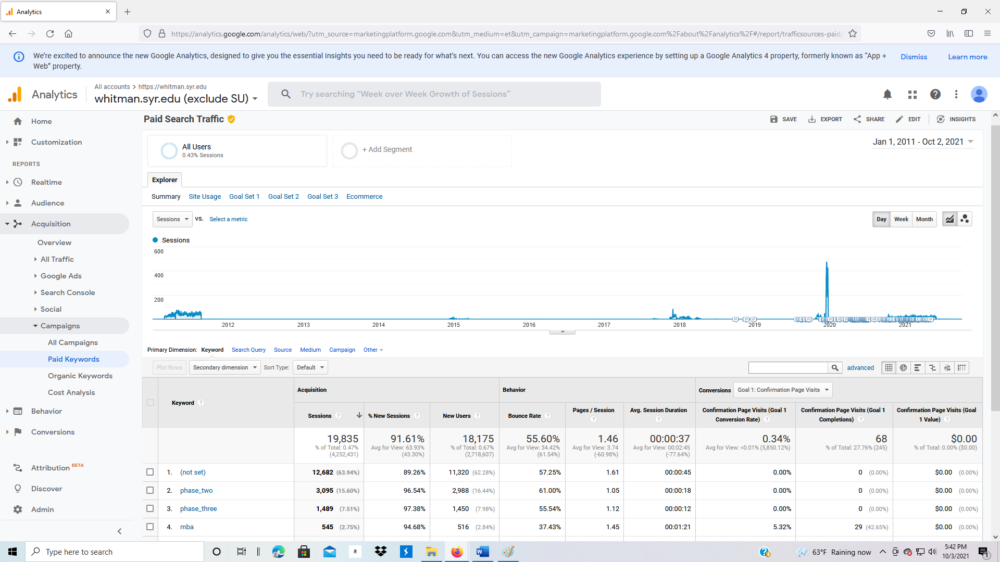 Analytics
https://analytics.google.com/analytics/web/?utm_source=marketingplatform.google.com&utm_medium=et&utm_campaign=marketingplatform.google.com%2Fabout%2Fanalytics%2F#/report/trafficsources-paid/
We're excited to announce the new Google Analytics, designed to give you the essential insights you need to be ready for what's next. You can access the new Google Analytics experience by setting up a Google Analytics 4 property, formerly known as “App +
Web” property.
Dismiss
Learn more
Analytics
All accounts > https://whitman.syr.edu
whitman.syr.edu (exclude SU)
Try searching “Week over Week Growth of Sessions”
Home
Customization
REPORTS
Realtime
Audience
Acquisition
Overview
All Traffic
Google Ads
Search Console
Social
Campaigns
All Campaigns
Paid Keywords
Organic Keywords
Cost Analysis
Behavior
Conversions
Attribution BETA
Discover
Admin
Paid Search Traffic
SAVE
EXPORT
SHARE
EDIT
INSIGHTS
All Users
0.43% Sessions
+ Add Segment
Jan 1, 2011 - Oct 2, 2021
Explorer
Summary Site Usage Goal Set 1 Goal Set 2 Goal Set 3 Ecommerce
Sessions VS. Select a metric
Day Week Month
Sessions
600
400
200
2012 2013 2014 2015 2016 2017 2018 2019 2020 2021
Primary Dimension: Keyword Search Query Source Medium Campaign Other
Plot Rows Secondary dimension Sort Type: Default
advanced
Keyword ?
Acquisition
Behavior
Conversions Goal 1: Confirmation Page Visits
Sessions ?
% New Sessions ?
New Users ?
Bounce Rate ?
Pages / Session ?
Avg. Session Duration ?
Confirmation Page Visits (Goal 1
Conversion Rate) ?
Confirmation Page Visits (Goal 1
Completions) ?
Confirmation Page Visits (Goal
1 Value) ?
19,835
% of Total: 0.47%
(4,252,431)
91.61%
Avg for View: 63.93%
(43.30%)
18,175
% of Total: 0.67%
(2,718,607)
55.60%
Avg for View: 34.42%
(61.54%)
1.46
Avg for View: 3.74
(-60.98%)
00:00:37
Avg for View: 00:02:45
(-77.64%)
0.34%
Avg for View: <0.01% (5,850.12%)
68
% of Total: 27.76% (245)
$0.00
% of Total: 0.00% ($0.00)
1. (not set) 12,682 (63.94%) 89.26% 11,320 (62.28%) 57.25% 1.61 00:00:45 0.00% 0 (0.00%) $0.00 (0.00%)
2. phase_two 3,095 (15.60%) 96.54% 2,988 (16.44%) 61.00% 1.05 00:00:18 0.00% 0 (0.00%) $0.00 (0.00%)
3. phase_three 1,489 (7.51%) 97.38% 1,450 (7.98%) 55.54% 1.12 00:00:12 0.00% 0 (0.00%) $0.00 (0.00%)
4. mba 545 (2.75%) 94.68% 516 (2.84%) 37.43% 1.45 00:01:21 5.32% 29 (42.65%) $0.00 (0.00%)
Type here to search
a
63°F Raining now
5:42 PM
10/3/2021
1